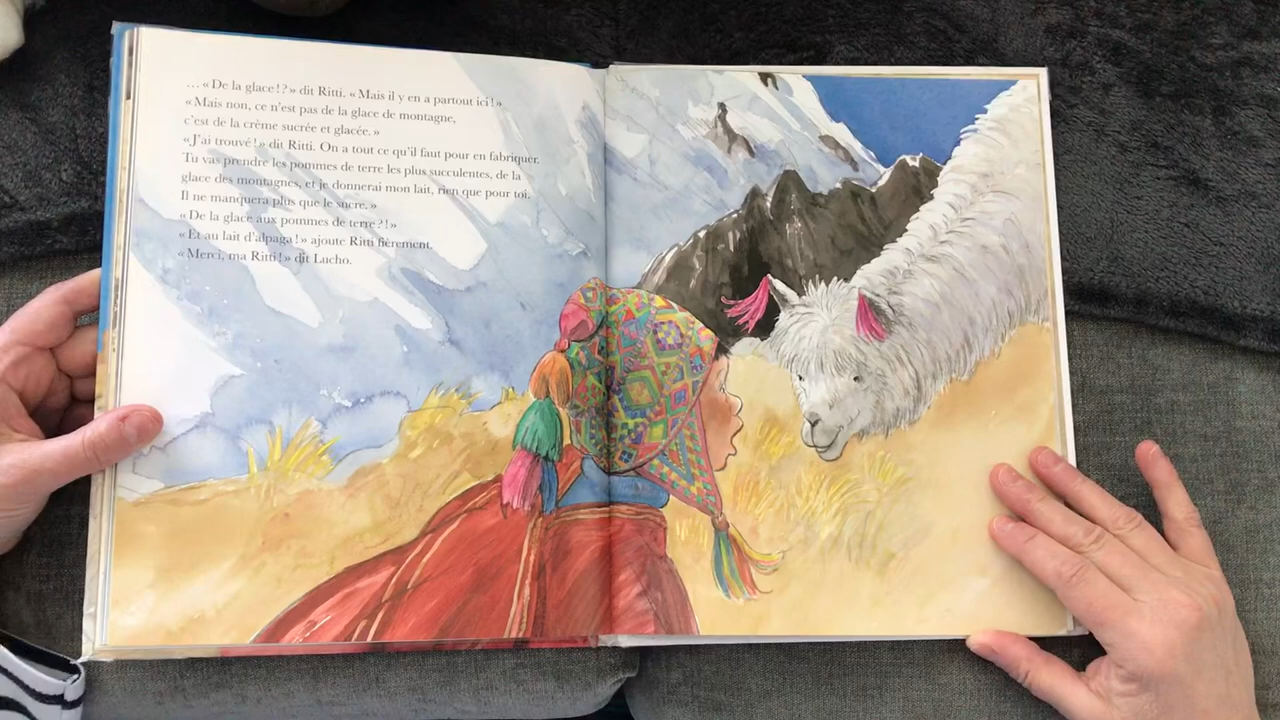 … « De la glace ! ? » dit Ritti. « Mais il y en a partout ici ! »
« Mais non, ce n’est pas de la glace de montagne,
c’est de la crème sucrée et glacée. »
« J’ai trouvé ! » dit Ritti. On a tout ce qu’il faut pour en fabriquer.
Tu vas prendre les pommes de terre les plus succulentes, de la
glace des montagnes, et je donnerai mon lait, rien que pour toi.
Il ne manquera plus que le sucre. »
« De la glace aux pommes de terre ? ! »
« Et au lait d’alpaga ! » ajoute Ritti fièrement.
« Merci, ma Ritti ! » dit Lucho.